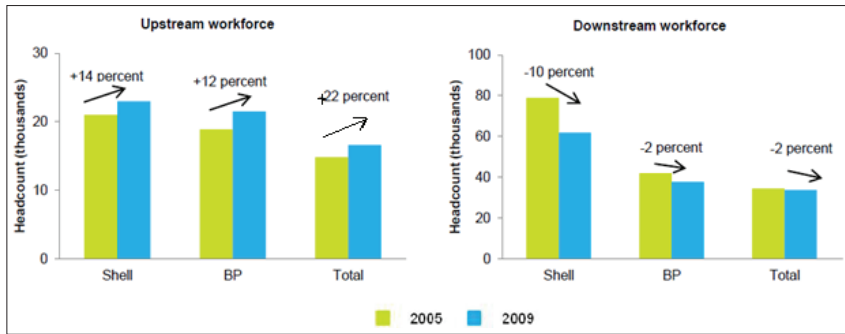 Upstream workforce
Headcount (thousands)
30
20
10
0
+14 percent
+12 percent
+22 percent
Shell
BP
Total
Downstream workforce
Headcount (thousands)
100
80
60
40
20
0
-10 percent
-2 percent
-2 percent
Shell
BP
Total
2005
2009